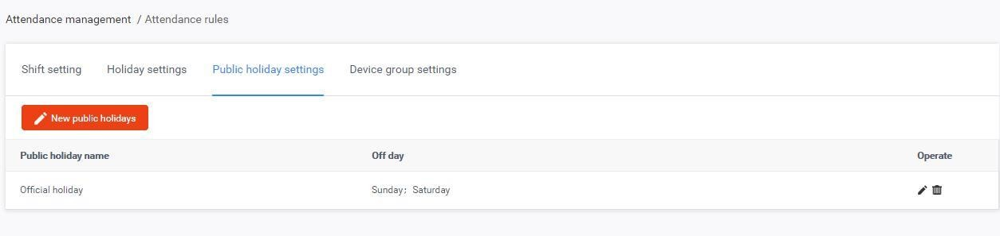 Attendance management / Attendance rules
Shift setting Holiday settings Public holiday settings Device group settings
New public holidays
Public holiday name Off day Operate
Official holiday Sunday; Saturday